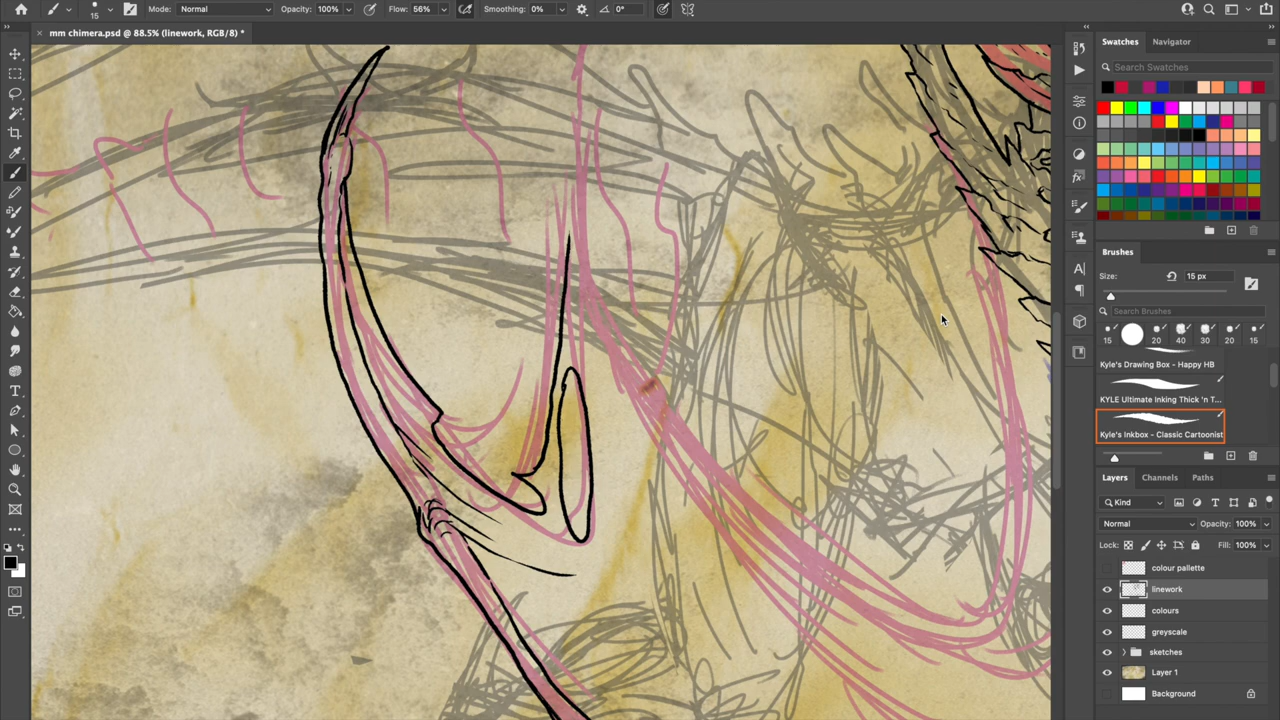 15
Mode: Normal
Opacity: 100%
Flow: 56%
Smoothing: 0%
0°
mm chimera.psd @ 88.5% (linework, RGB/8) *
Swatches
Navigator
Search Swatches
Brushes
Size:
15 px
Search Brushes
15
20
40
30
20
15
Kyle's Drawing Box - Happy HB
KYLE Ultimate Inking Thick 'n T...
Kyle's Inkbox - Classic Cartoonist
Layers
Channels
Paths
Kind
Normal
Opacity: 100%
Lock:
Fill: 100%
colour pallette
linework
colours
greyscale
sketches
Layer 1
Background